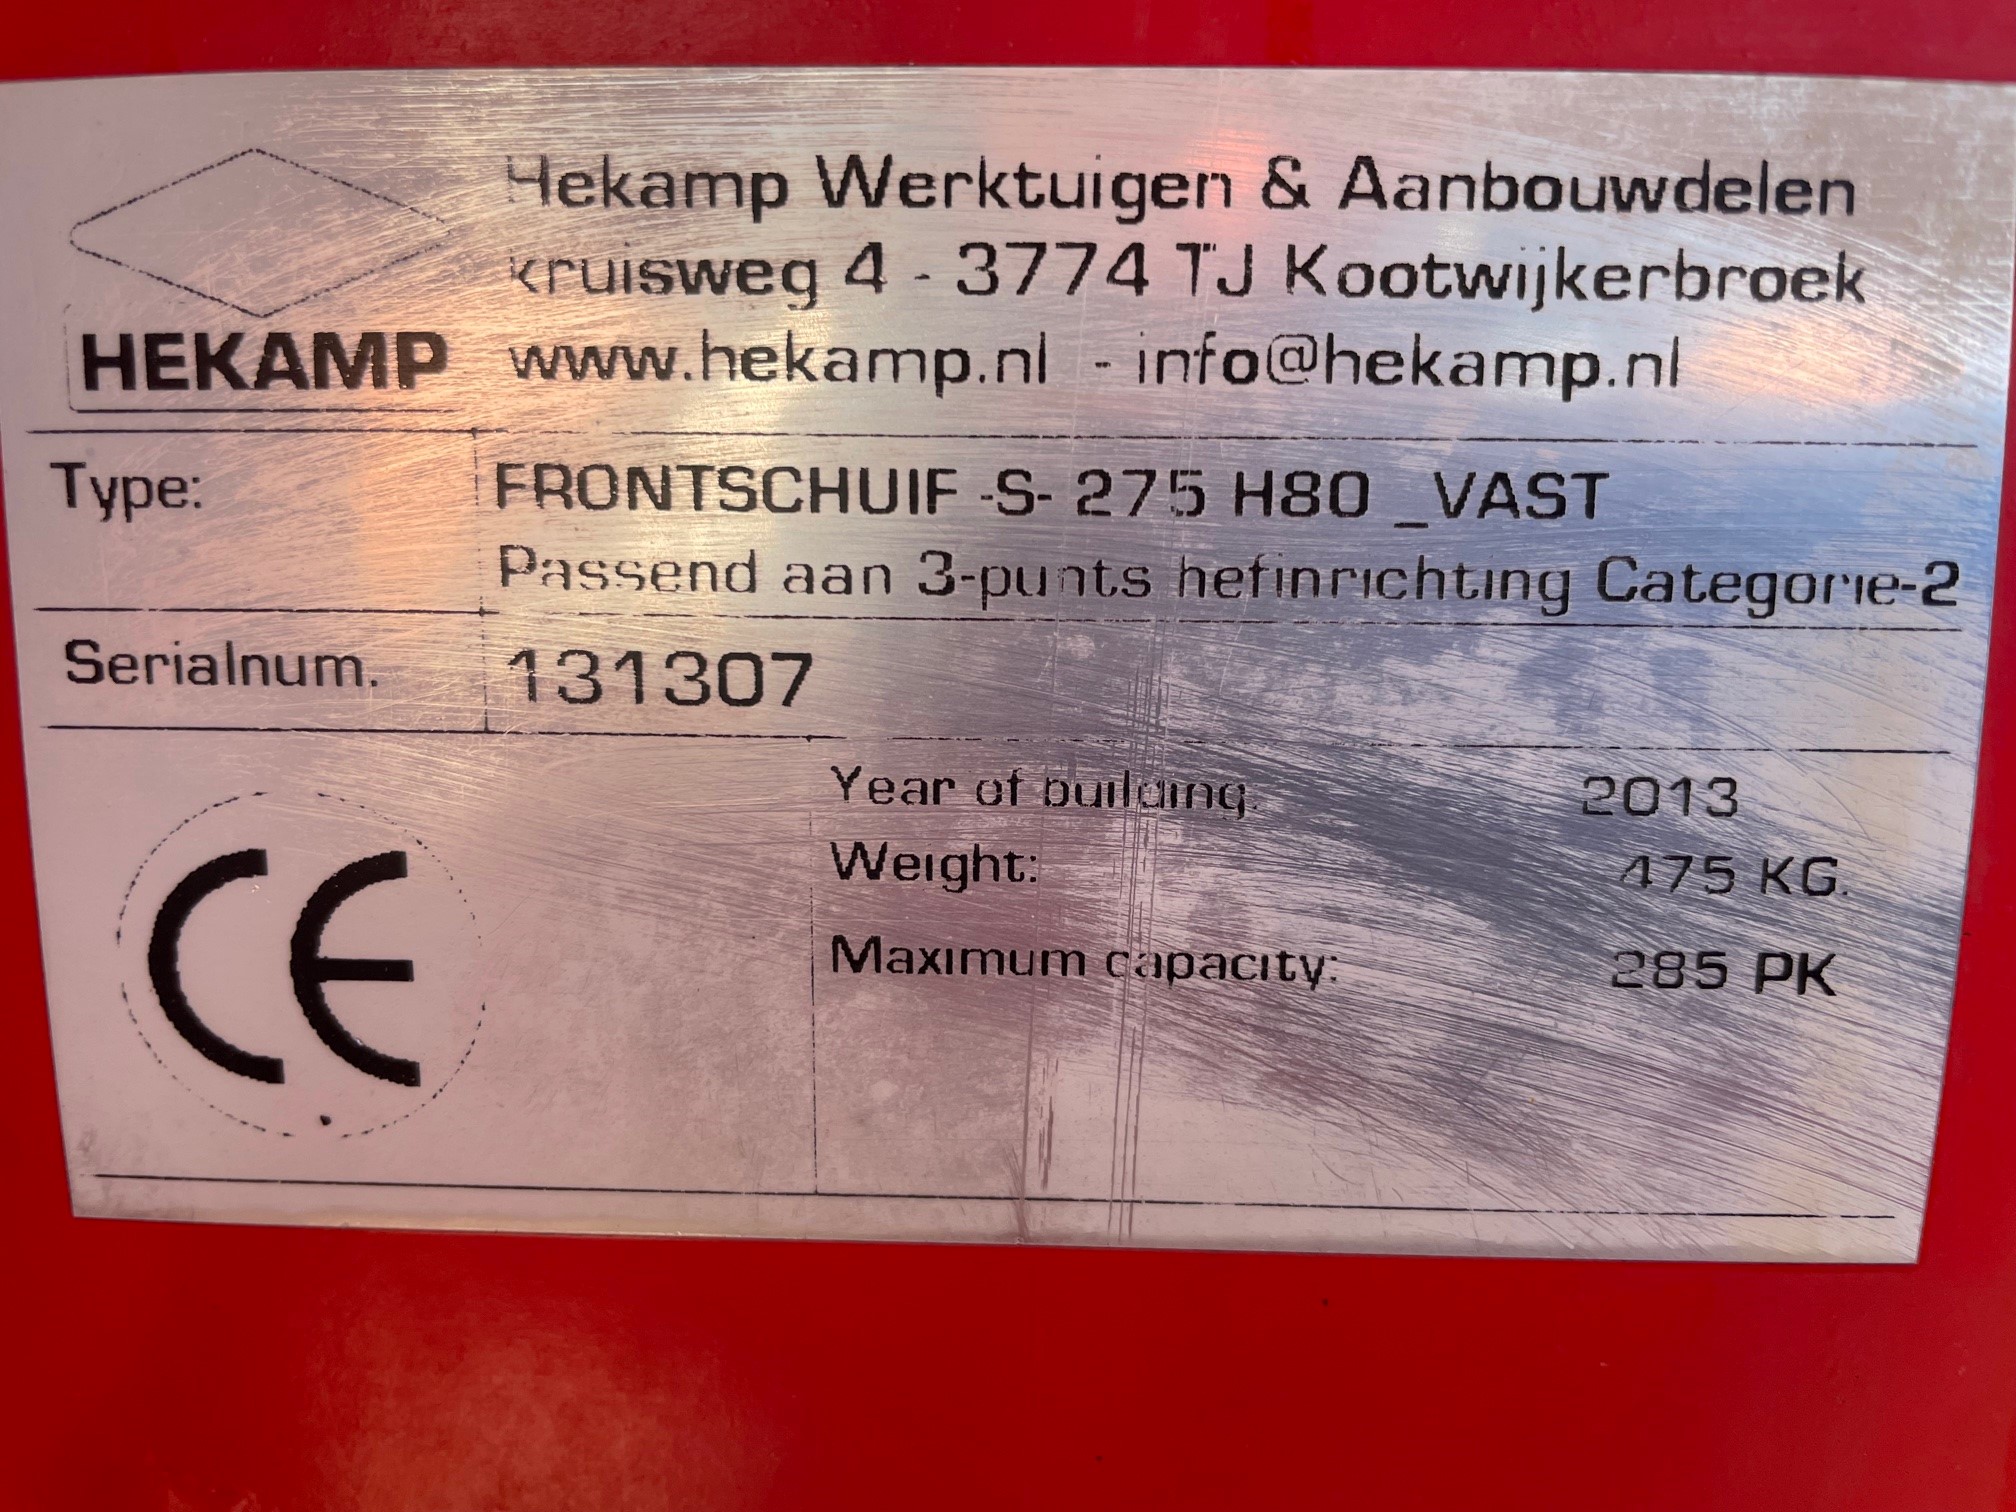 Hekamp Werktuigen & Aanbouwdelen
kruisweg 4 - 3774 TJ Kootwijkerbroek
HEKAMP www.hekamp.nl - info@hekamp.nl
Type: FRONTSCHUIF -S- 275 H80 _VAST
Passend aan 3-punts hefinrichting Categorie-2
Serialnum. 131307
Year of building. 2013
Weight: 475 KG.
Maximum capacity: 285 PK
CE